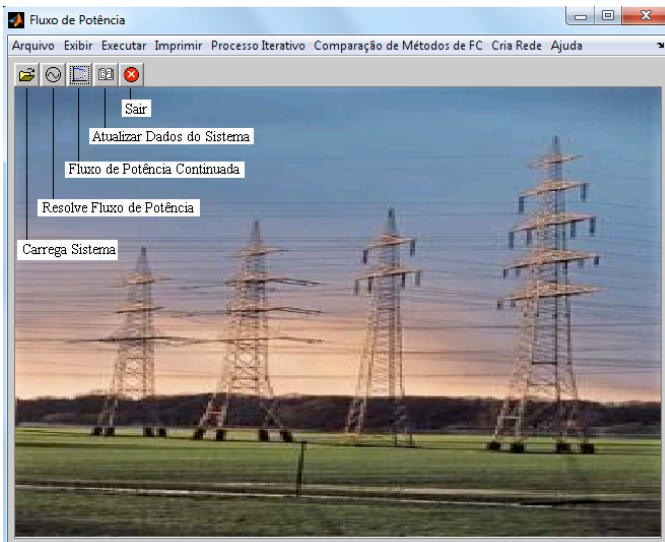 Fluxo de Potência
Arquivo Exibir Executar Imprimir Processo Iterativo Comparação de Métodos de FC Cria Rede Ajuda
Sair
Atualizar Dados do Sistema
Fluxo de Potência Continuada
Resolve Fluxo de Potência
Carrega Sistema